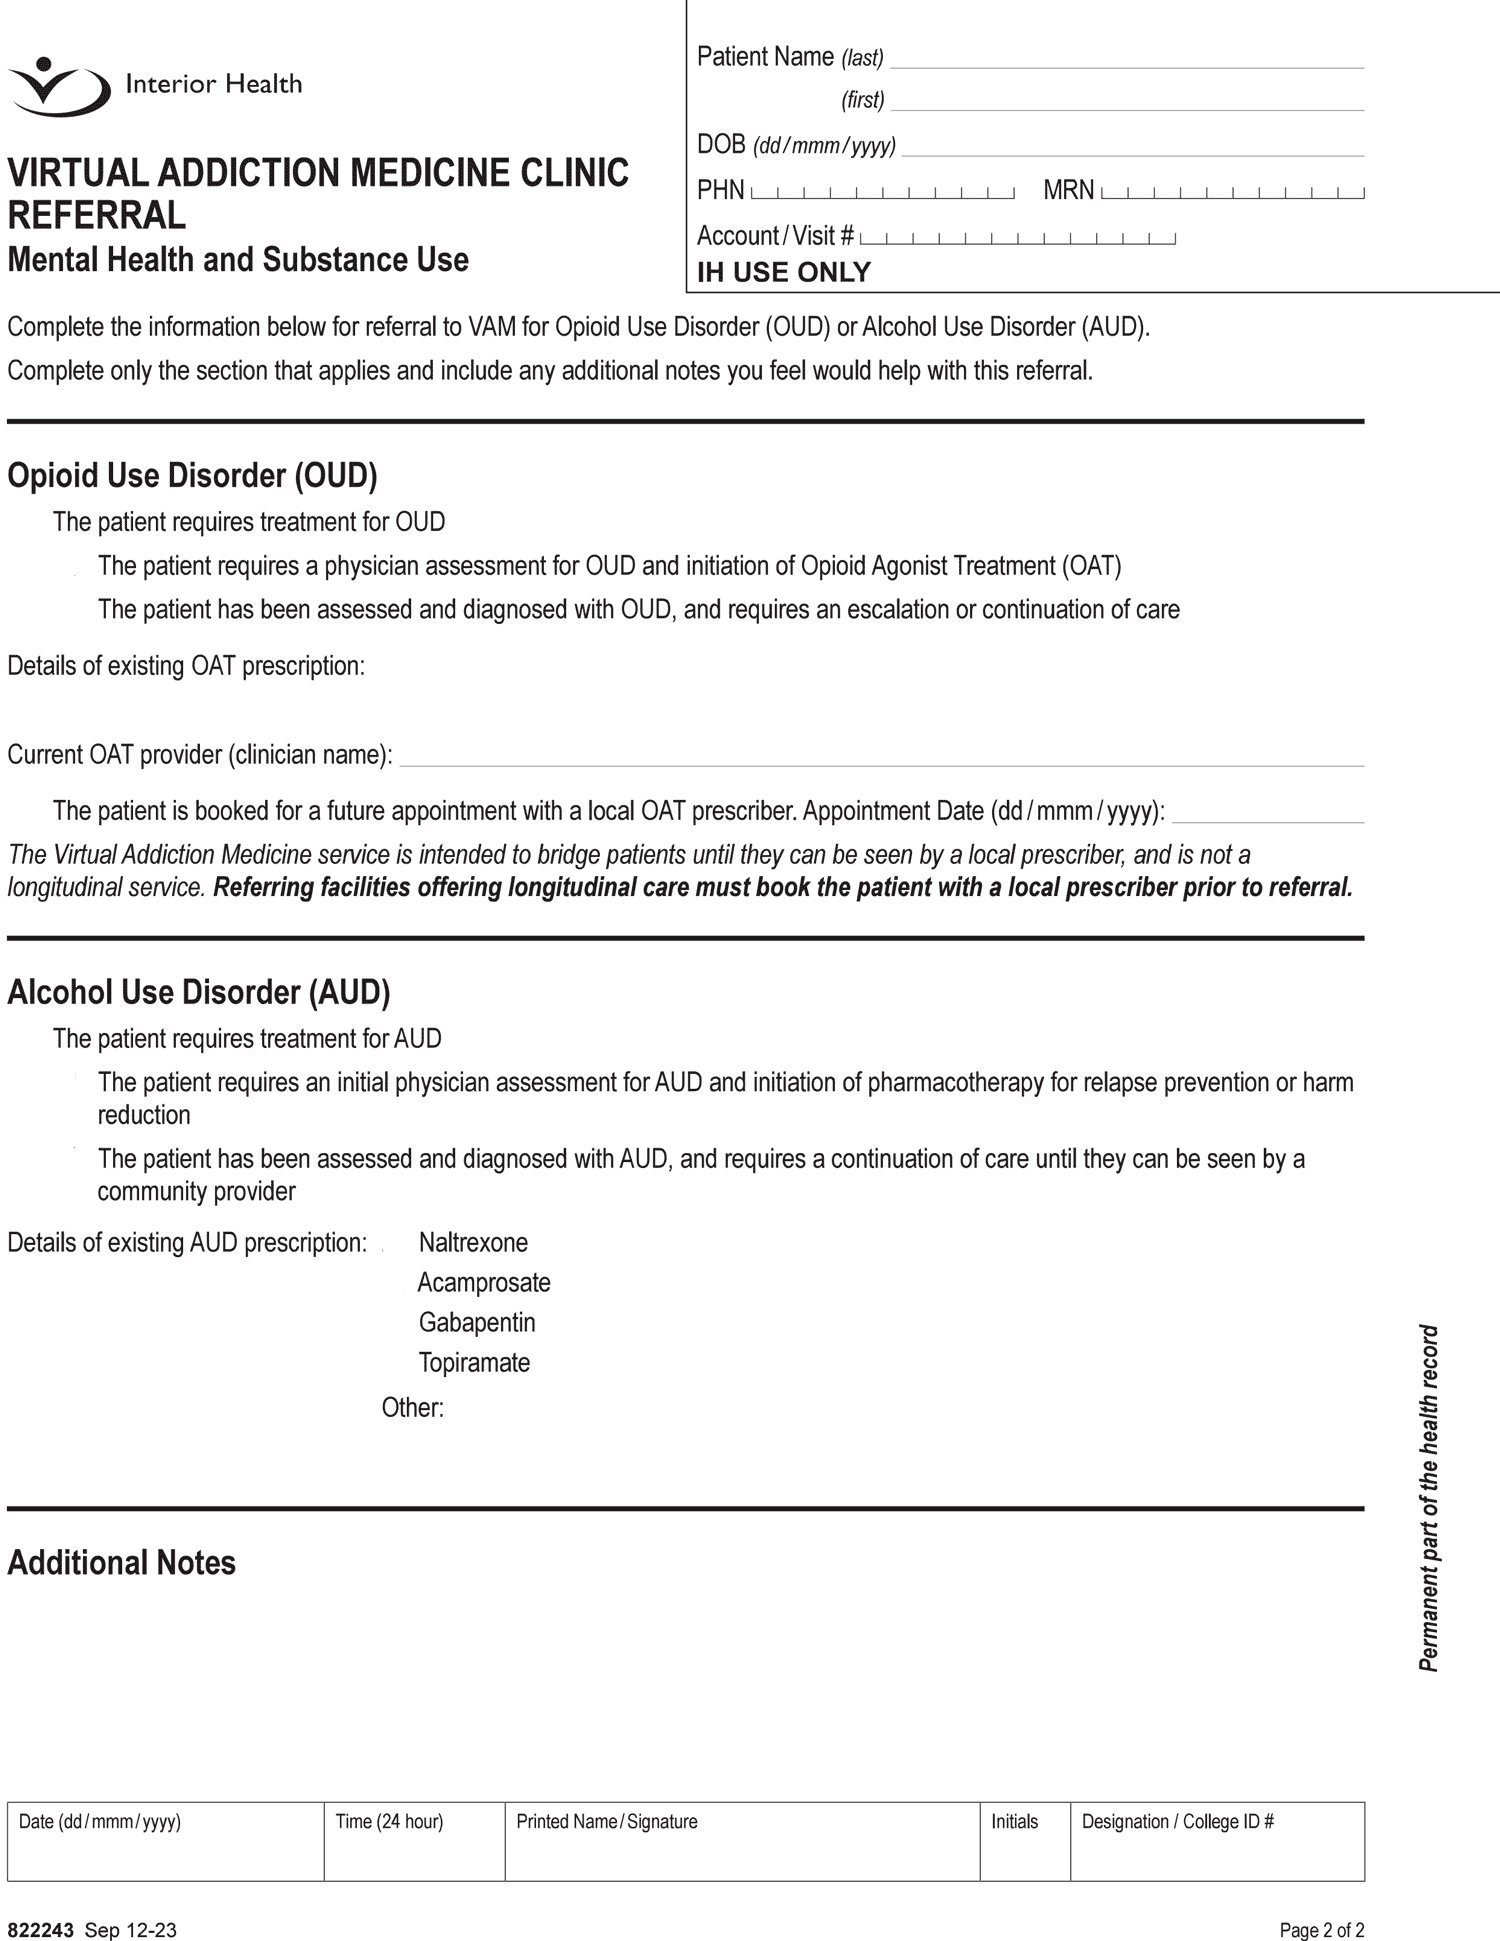 Interior Health
VIRTUAL ADDICTION MEDICINE CLINIC
REFERRAL
Mental Health and Substance Use
Patient Name (last)
(first)
DOB (dd/mmm/yyyy)
PHN MRN
Account/Visit #
IH USE ONLY
Complete the information below for referral to VAM for Opioid Use Disorder (OUD) or Alcohol Use Disorder (AUD).
Complete only the section that applies and include any additional notes you feel would help with this referral.
Opioid Use Disorder (OUD)
The patient requires treatment for OUD
The patient requires a physician assessment for OUD and initiation of Opioid Agonist Treatment (OAT)
The patient has been assessed and diagnosed with OUD, and requires an escalation or continuation of care
Details of existing OAT prescription:
Current OAT provider (clinician name):
The patient is booked for a future appointment with a local OAT prescriber. Appointment Date (dd/mmm/yyyy):
The Virtual Addiction Medicine service is intended to bridge patients until they can be seen by a local prescriber, and is not a
longitudinal service. Referring facilities offering longitudinal care must book the patient with a local prescriber prior to referral.
Alcohol Use Disorder (AUD)
The patient requires treatment for AUD
The patient requires an initial physician assessment for AUD and initiation of pharmacotherapy for relapse prevention or harm
reduction
The patient has been assessed and diagnosed with AUD, and requires a continuation of care until they can be seen by a
community provider
Details of existing AUD prescription: Naltrexone
Acamprosate
Gabapentin
Topiramate
Other:
Additional Notes
Permanent part of the health record
Date (dd/mmm/yyyy) Time (24 hour) Printed Name/Signature Initials Designation / College ID #
822243 Sep 12-23 Page 2 of 2